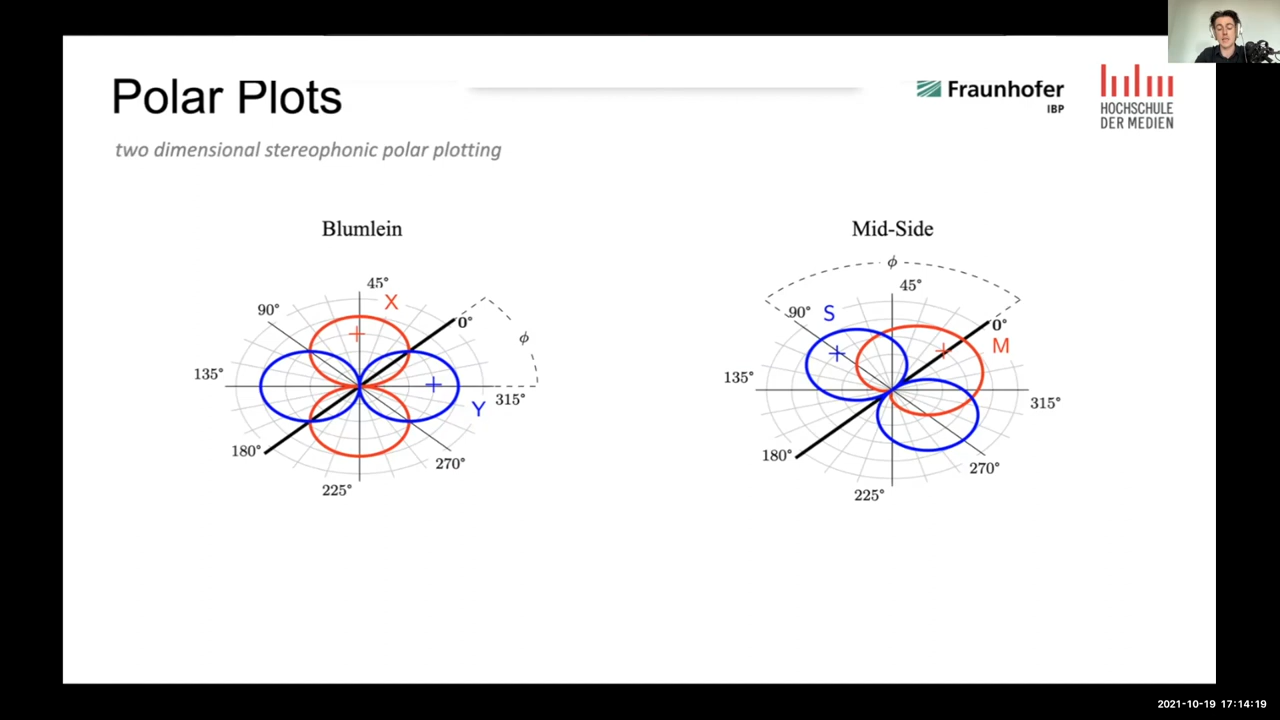 Polar Plots
two dimensional stereophonic polar plotting
Fraunhofer
IBP
HOCHSCHULE
DER MEDIEN
Blumlein
45°
X
90°
0°
ϕ
135°
Y
315°
180°
270°
225°
Mid-Side
ϕ
45°
90°
S
0°
M
135°
315°
180°
270°
225°
2021-10-19 17:14:19